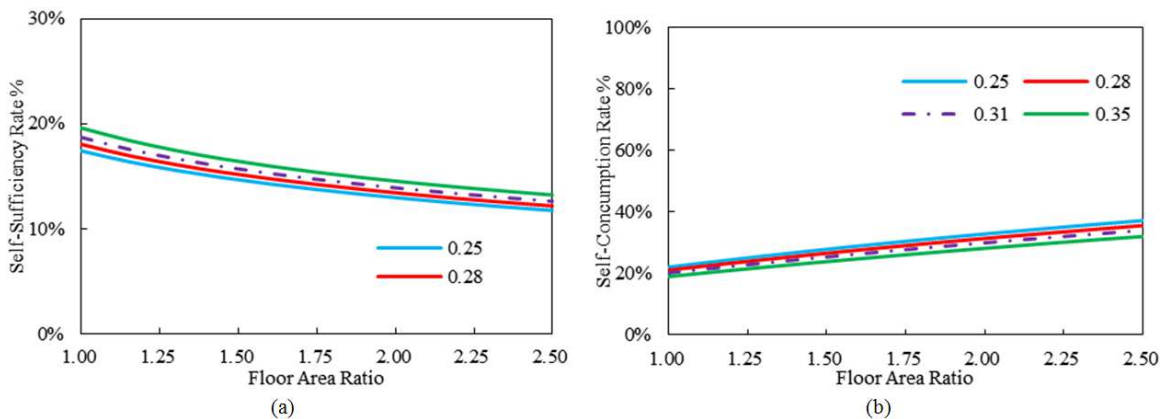 30%
20%
10%
0%
Self-Sufficiency Rate %
0.25
0.28
1.00 1.25 1.50 1.75 2.00 2.25 2.50
Floor Area Ratio
(a)
100%
80%
60%
40%
20%
0%
Self-Concumption Rate %
0.25 0.28
0.31 0.35
1.00 1.25 1.50 1.75 2.00 2.25 2.50
Floor Area Ratio
(b)